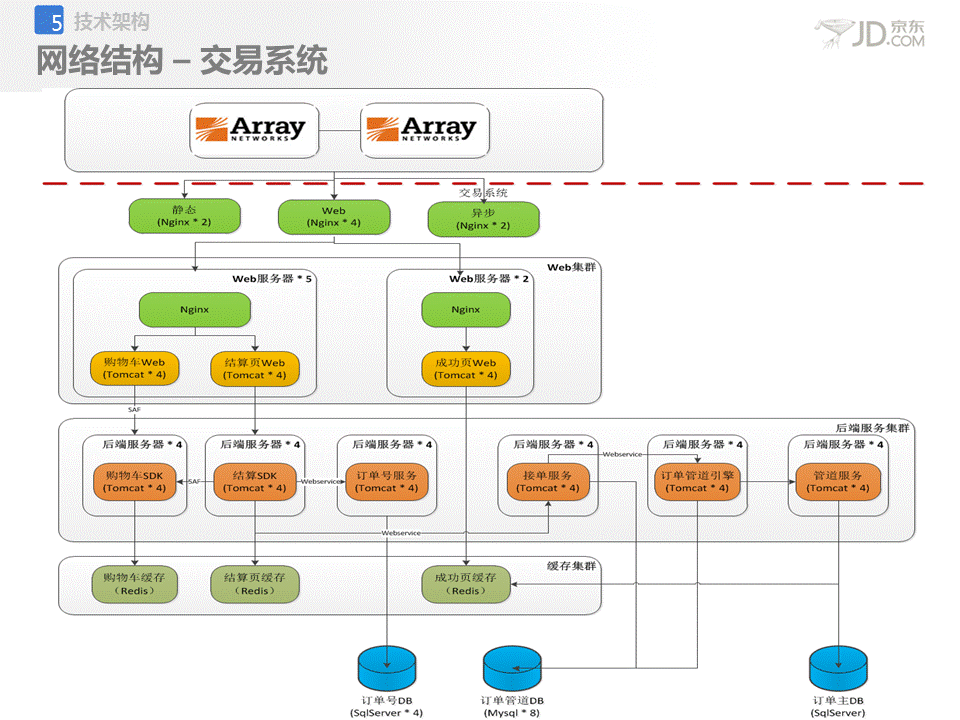 5 技术架构
JD 京东
.COM
网络结构 – 交易系统
Array
NETWORKS
Array
NETWORKS
交易系统
静态
(Nginx * 2)
Web
(Nginx * 4)
异步
(Nginx * 2)
Web集群
Web服务器 * 5
Web服务器 * 2
Nginx
Nginx
购物车Web
(Tomcat * 4)
结算页Web
(Tomcat * 4)
成功页Web
(Tomcat * 4)
SAF
后端服务集群
后端服务器 * 4
后端服务器 * 4
后端服务器 * 4
后端服务器 * 4
后端服务器 * 4
后端服务器 * 4
Webservice
购物车SDK
(Tomcat * 4)
SAF
结算SDK
(Tomcat * 4)
Webservice
订单号服务
(Tomcat * 4)
接单服务
(Tomcat * 4)
订单管道引擎
(Tomcat * 4)
管道服务
(Tomcat * 4)
Webservice
缓存集群
购物车缓存
（Redis）
结算页缓存
（Redis）
成功页缓存
（Redis）
订单号DB
(SqlServer * 4)
订单管道DB
(Mysql * 8)
订单主DB
(SqlServer)